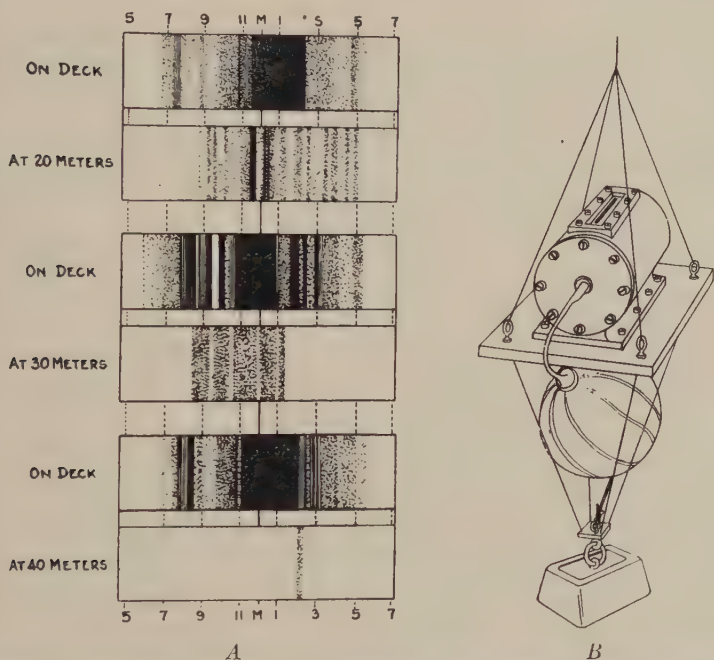 5 7 9 11 M 1 3 5 7
ON DECK
AT 20 METERS
ON DECK
AT 30 METERS
ON DECK
AT 40 METERS
5 7 9 11 M 1 3 5 7
A B